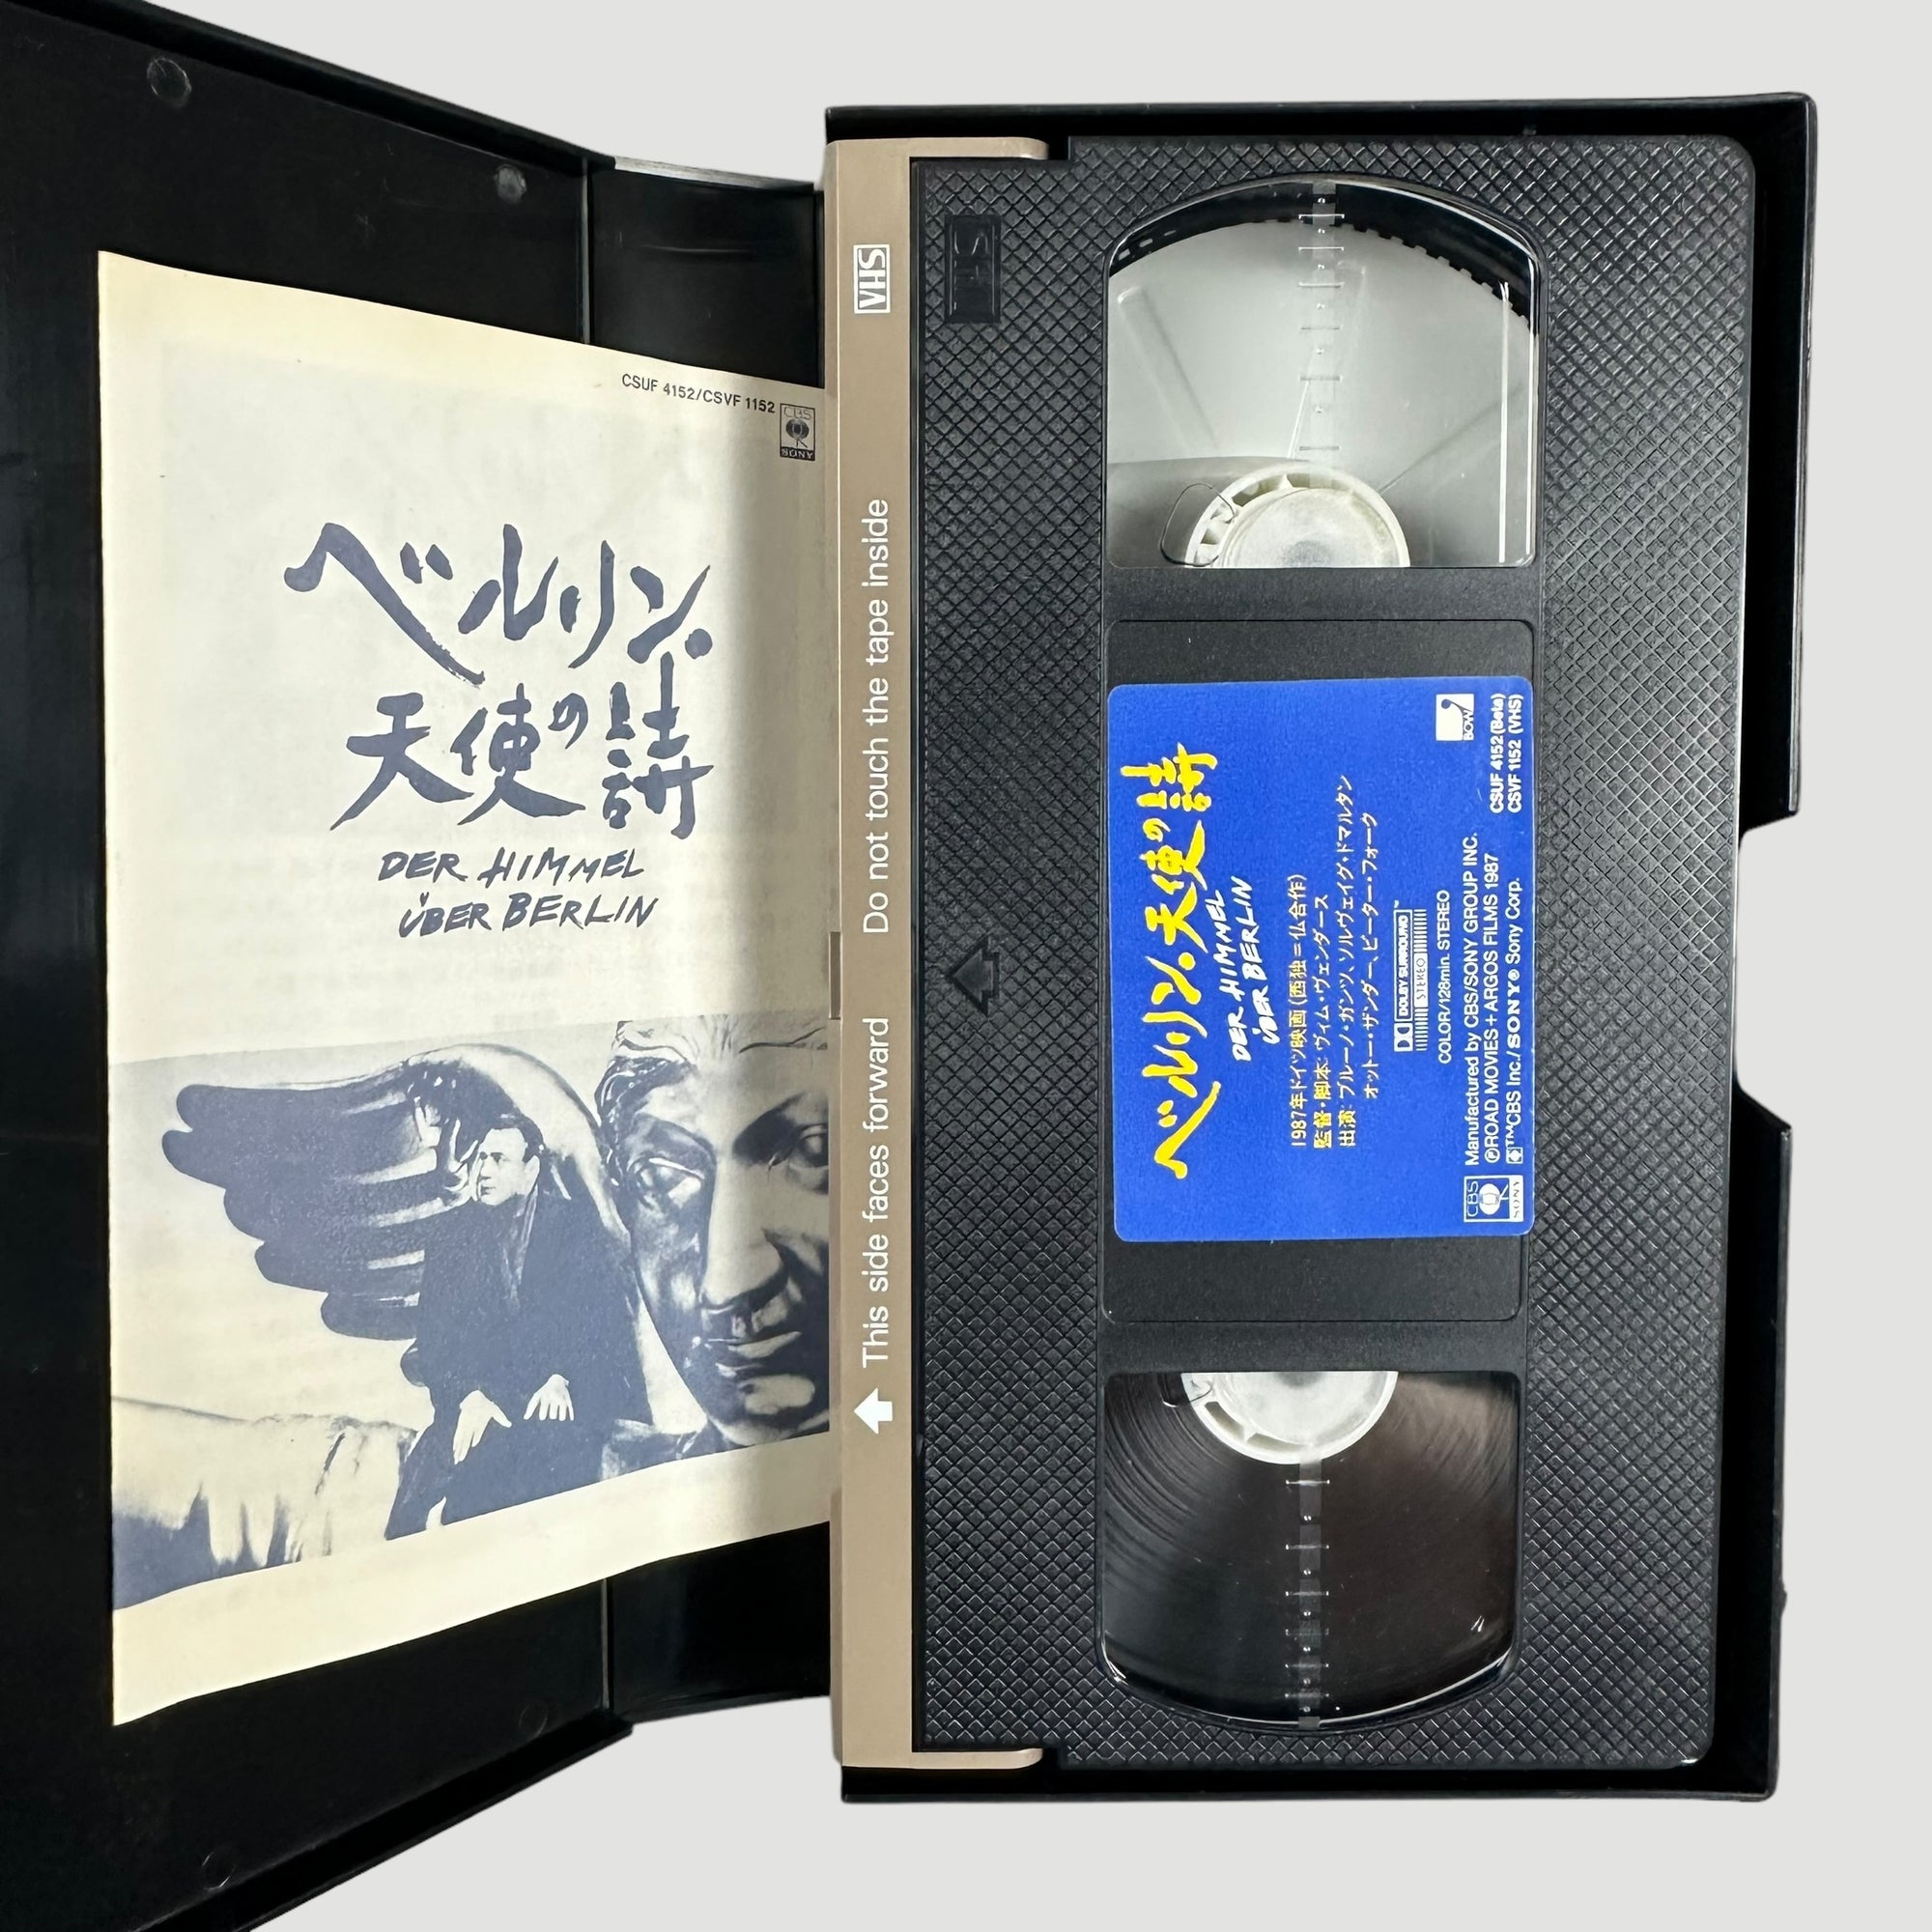 CSUF 4152/CSVF 1152
CBS
SONY
ベルリン・
天使の詩
DER HIMMEL
ÜBER BERLIN
VHS
Do not touch the tape inside
This side faces forward
VHS
ベルリン・天使の詩
DER HIMMEL
ÜBER BERLIN
1987年ドイツ映画(西独=仏合作)
監督・脚本:ヴィム・ヴェンダース
出演:ブルーノ・ガンツ、ソルヴェイグ・ドマルタン
オットー・ザンダー、ピーター・フォーク
DOLBY SURROUND™
STEREO
COLOR/128min. STEREO
BOW
CSUF 4152(Beta)
CSVF 1152 (VHS)
CBS
SONY
Manufactured by CBS/SONY GROUP INC.
℗ROAD MOVIES+ARGOS FILMS 1987
™CBS Inc./SONY® Sony Corp.